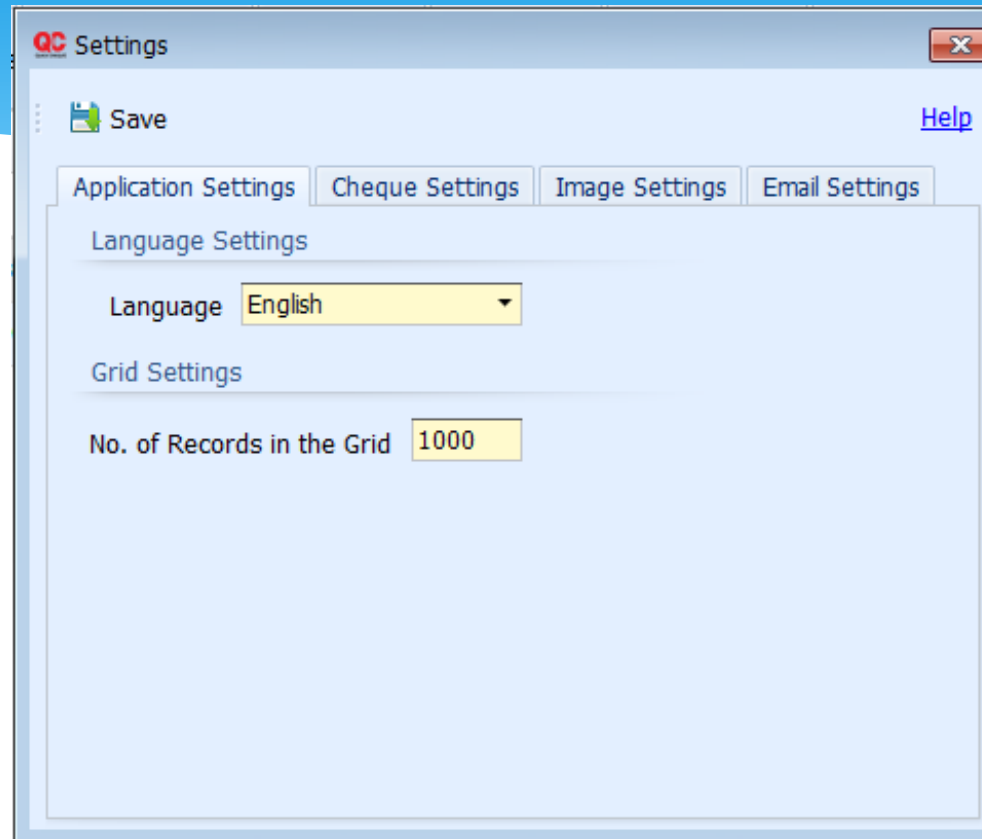 QC Settings
Save Help
Application Settings Cheque Settings Image Settings Email Settings
Language Settings
Language English
Grid Settings
No. of Records in the Grid 1000